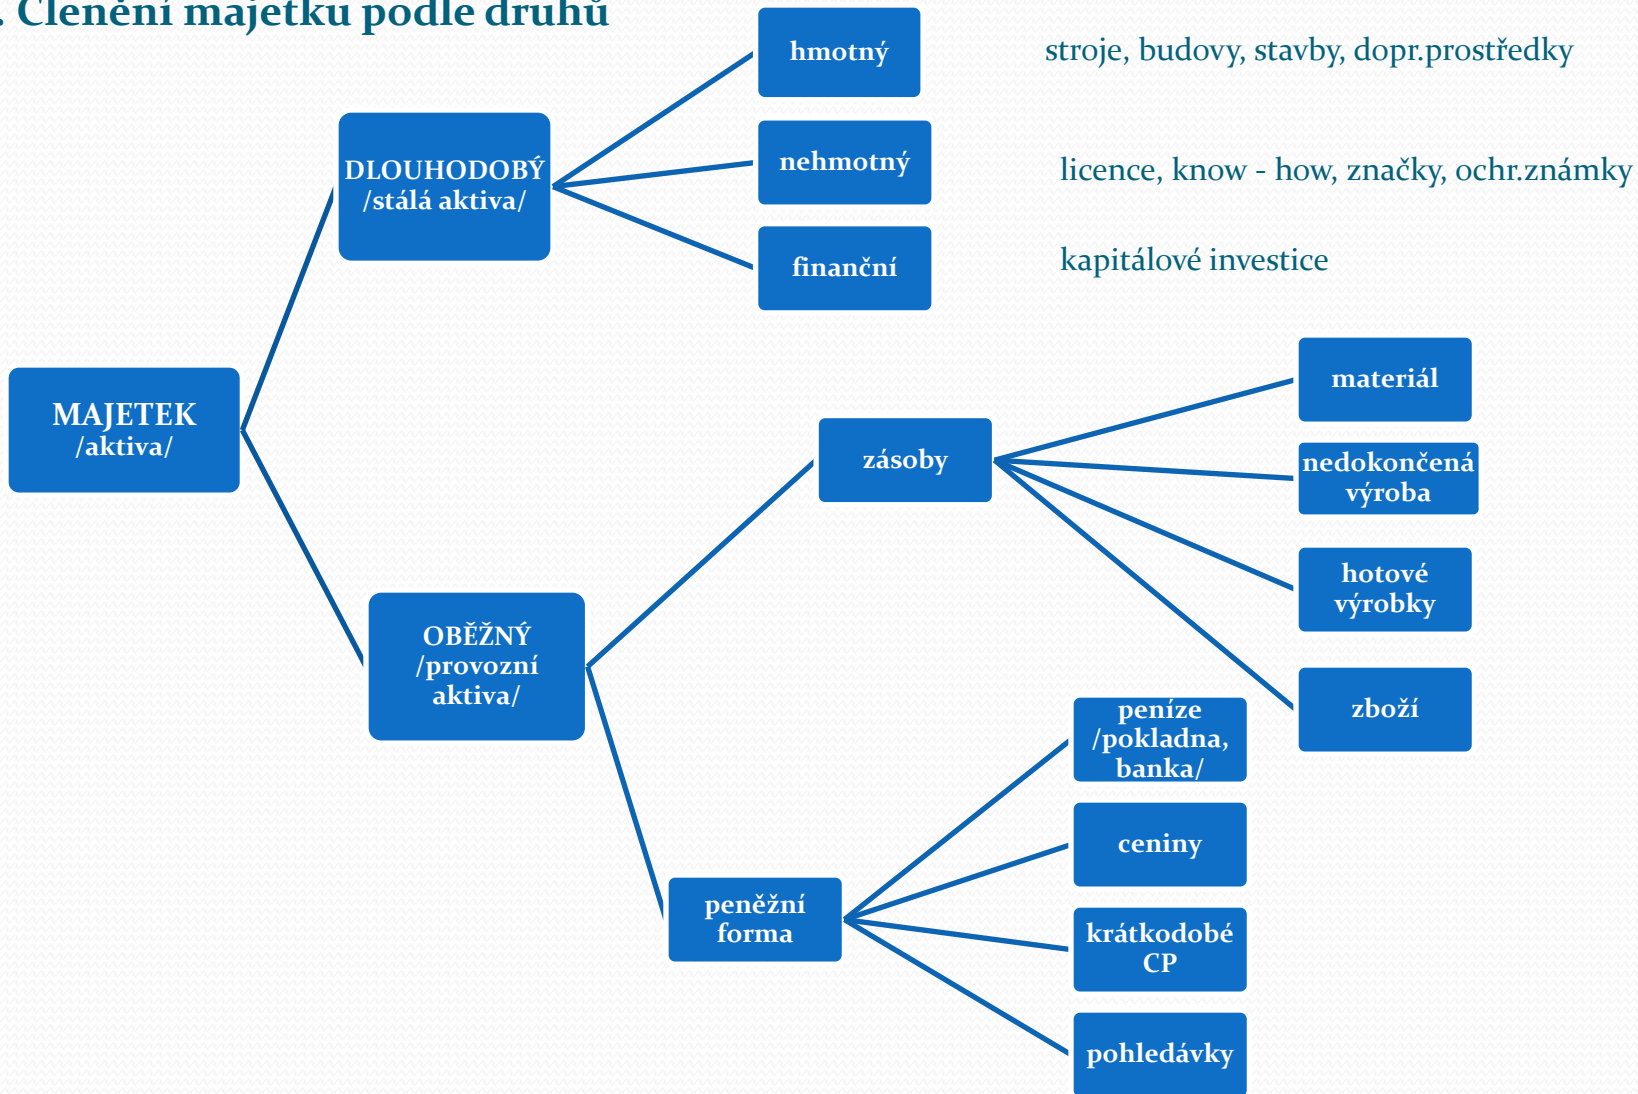 . Členění majetku podle druhů
hmotný
stroje, budovy, stavby, dopr.prostředky
DLOUHODOBÝ
/stálá aktiva/
nehmotný
licence, know - how, značky, ochr.známky
finanční
kapitálové investice
MAJETEK
/aktiva/
zásoby
materiál
nedokončená
výroba
hotové
výrobky
zboží
OBĚŽNÝ
/provozní
aktiva/
peněžní
forma
peníze
/pokladna,
banka/
ceniny
krátkodobé
CP
pohledávky